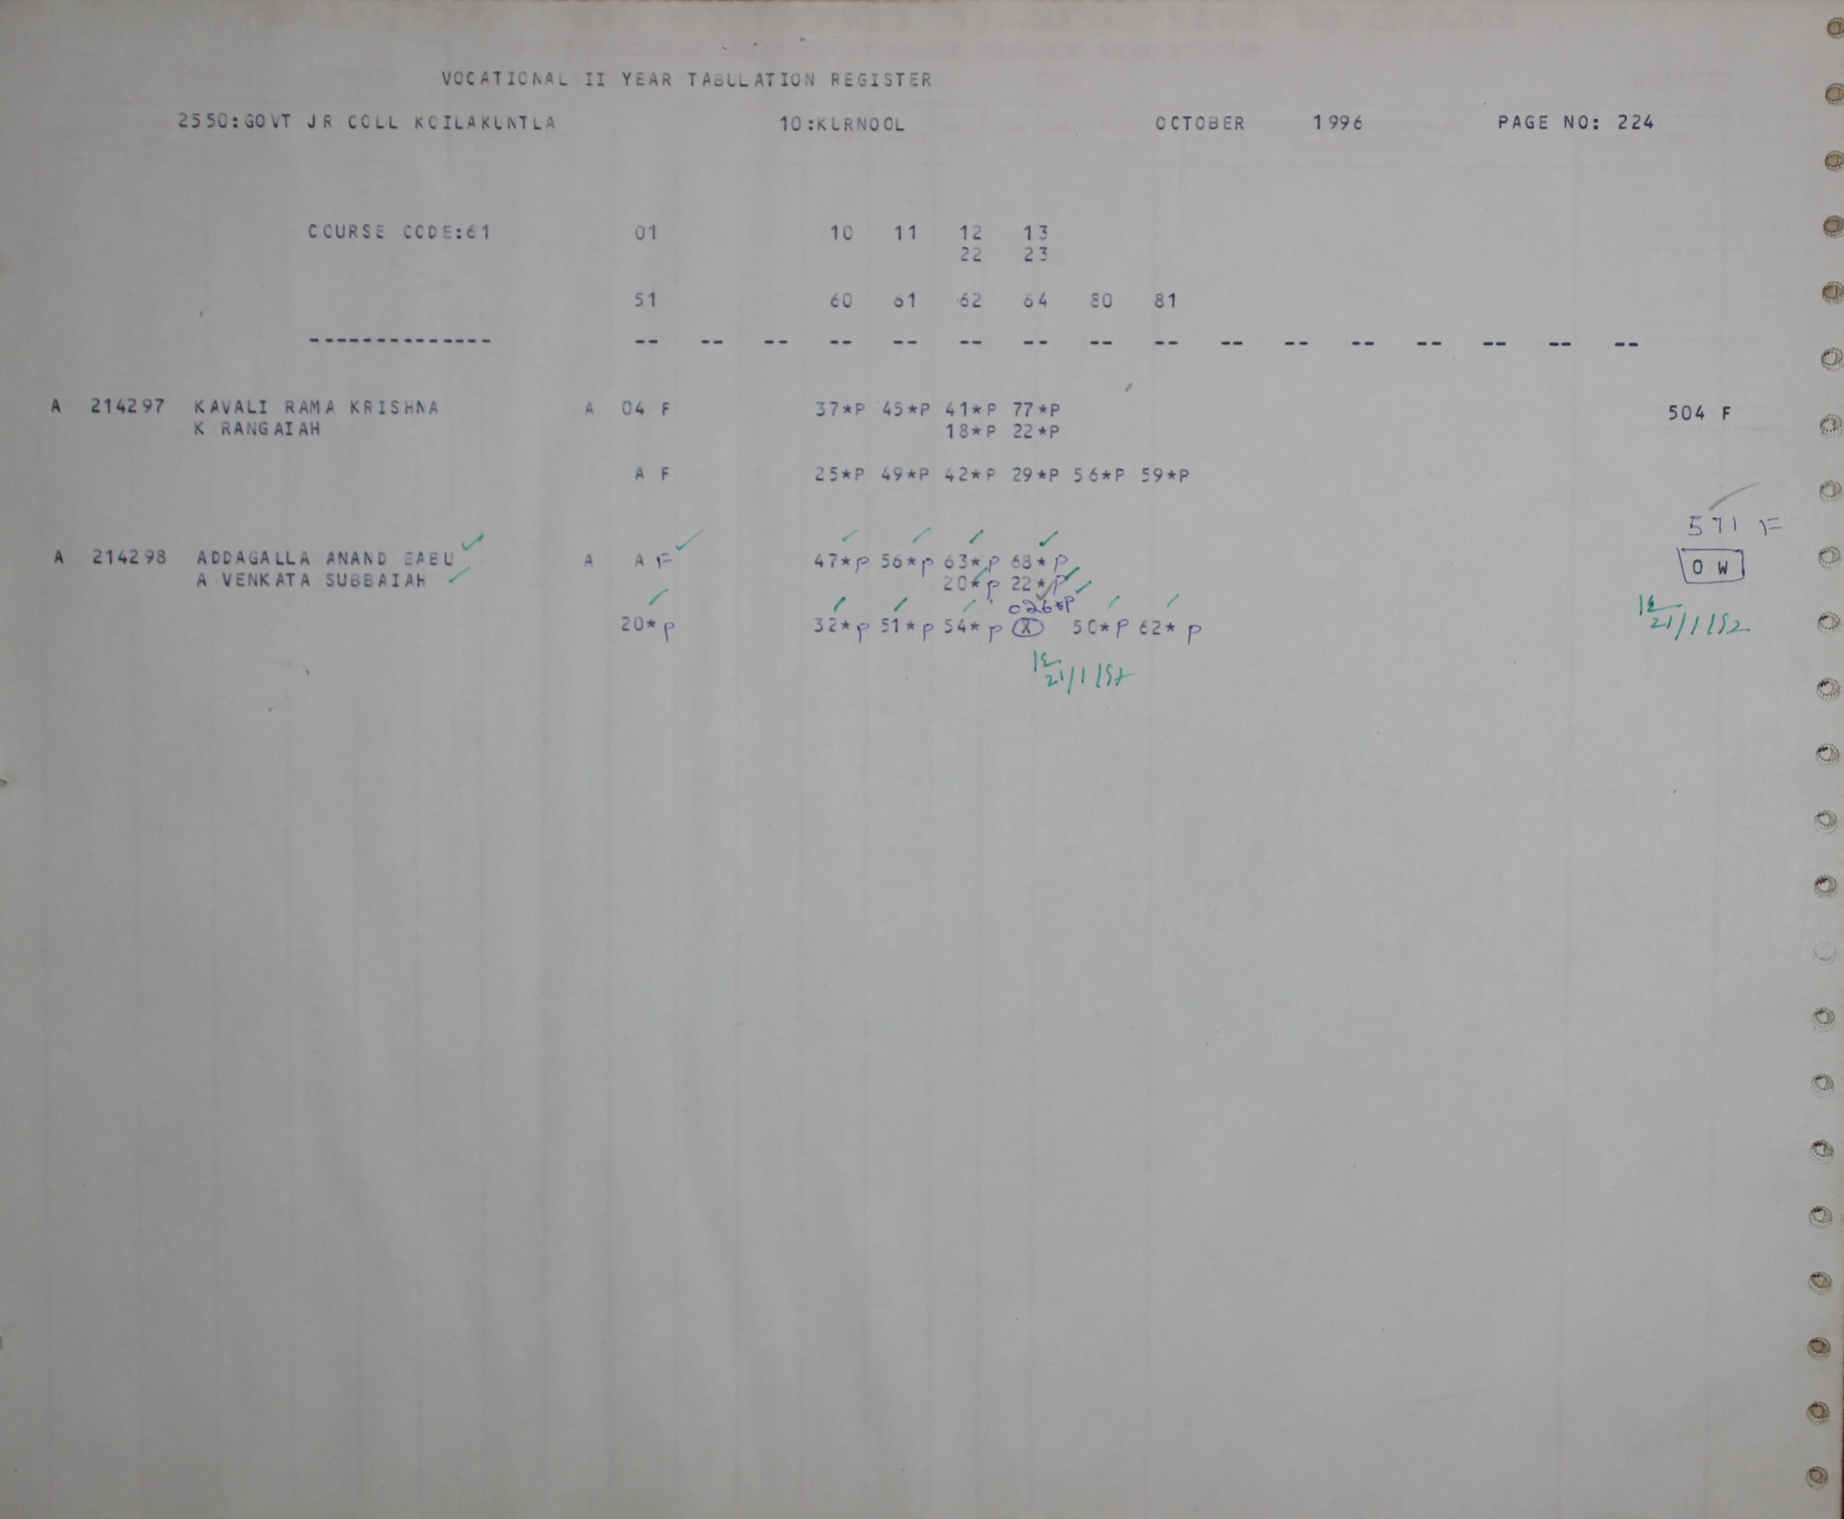 VOCATIONAL II YEAR TABULATION REGISTER
2550:GOVT JR COLL KOILAKUNTLA 10:KURNOOL OCTOBER 1996 PAGE NO: 224
COURSE CODE:61 01 10 11 12 13
22 23
51 60 61 62 64 80 81
-------------- -- -- -- -- -- -- -- -- -- -- -- -- -- -- -- --
A 214297 KAVALI RAMA KRISHNA A 04 F 37*P 45*P 41*P 77*P 504 F
K RANGAIAH 18*P 22*P
A F 25*P 49*P 42*P 29*P 56*P 59*P
571 F
A 214298 ADDAGALLA ANAND BABU A A F 47*P 56*P 63*P 68*P 0 W
A VENKATA SUBBAIAH 20*P 22*P
026*P
20*P 32*P 51*P 54*P X 50*P 62*P